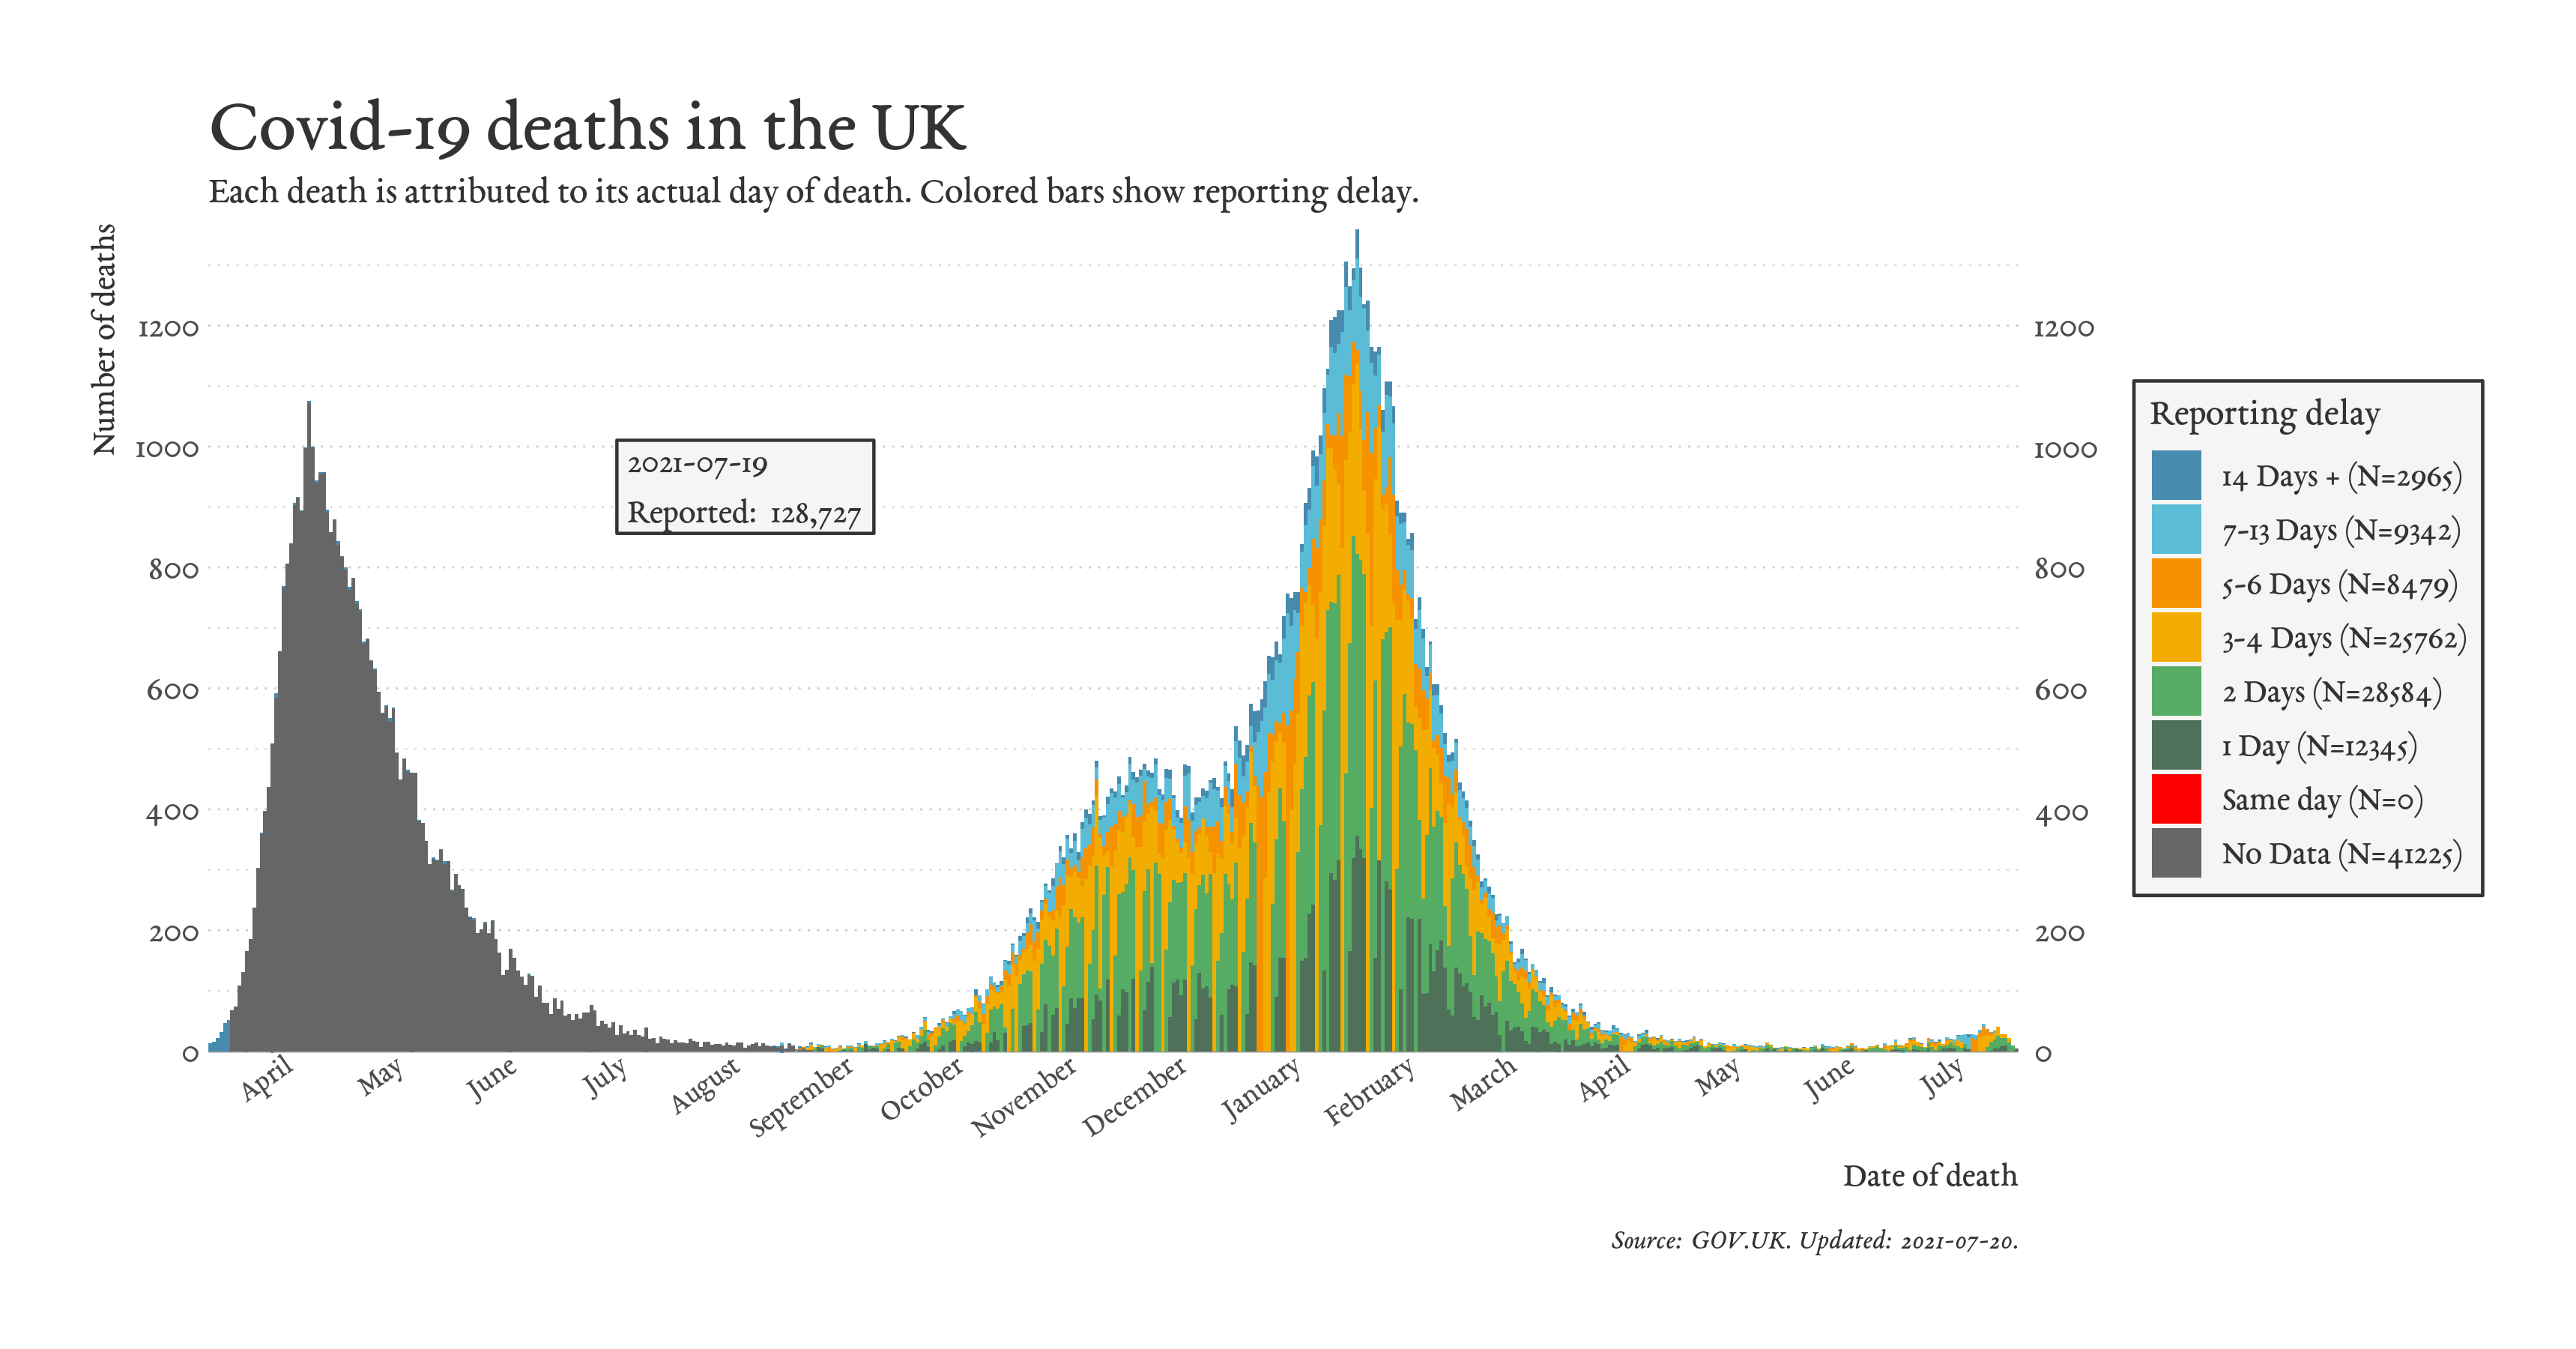 Covid-19 deaths in the UK
Each death is attributed to its actual day of death. Colored bars show reporting delay.
Number of deaths
1200
1000
800
600
400
200
0
2021-07-19
Reported: 128,727
1200
1000
800
600
400
200
0
April
May
June
July
August
September
October
November
December
January
February
March
April
May
June
July
Date of death
Reporting delay
14 Days + (N=2965)
7-13 Days (N=9342)
5-6 Days (N=8479)
3-4 Days (N=25762)
2 Days (N=28584)
1 Day (N=12345)
Same day (N=0)
No Data (N=41225)
Source: GOV.UK. Updated: 2021-07-20.